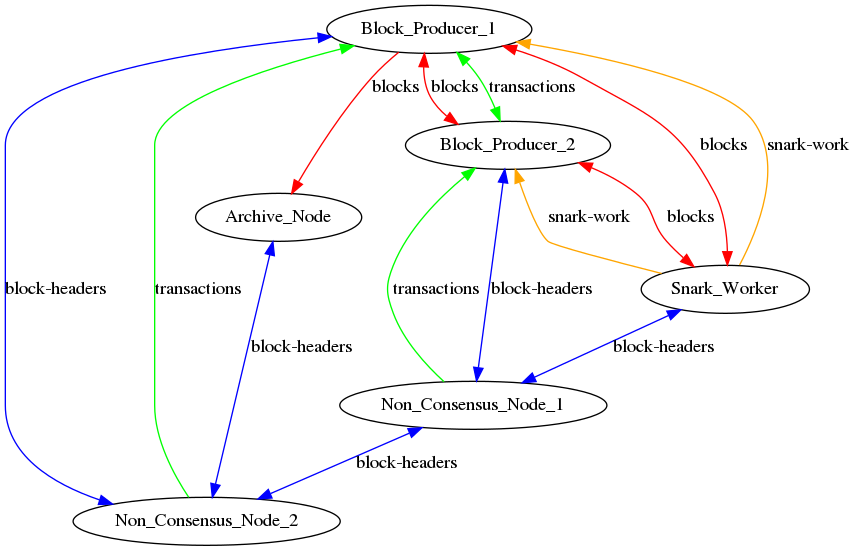 Block_Producer_1
blocks
blocks
transactions
Block_Producer_2
blocks
snark-work
Archive_Node
snark-work
blocks
block-headers
transactions
transactions
block-headers
Snark_Worker
block-headers
block-headers
Non_Consensus_Node_1
block-headers
Non_Consensus_Node_2